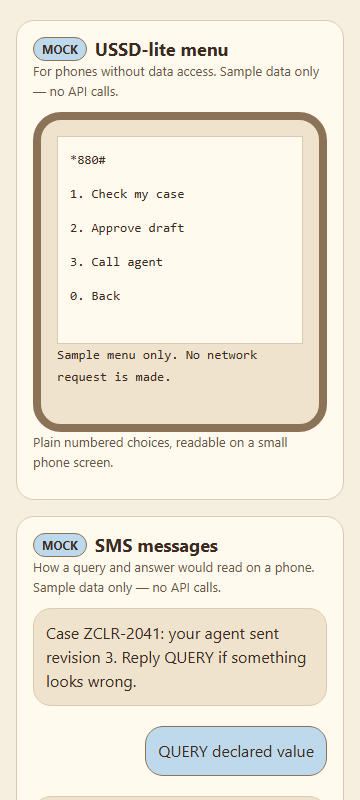 MOCK USSD-lite menu
For phones without data access. Sample data only
— no API calls.
*880#
1. Check my case
2. Approve draft
3. Call agent
0. Back
Sample menu only. No network
request is made.
Plain numbered choices, readable on a small
phone screen.
MOCK SMS messages
How a query and answer would read on a phone.
Sample data only — no API calls.
Case ZCLR-2041: your agent sent
revision 3. Reply QUERY if something
looks wrong.
QUERY declared value